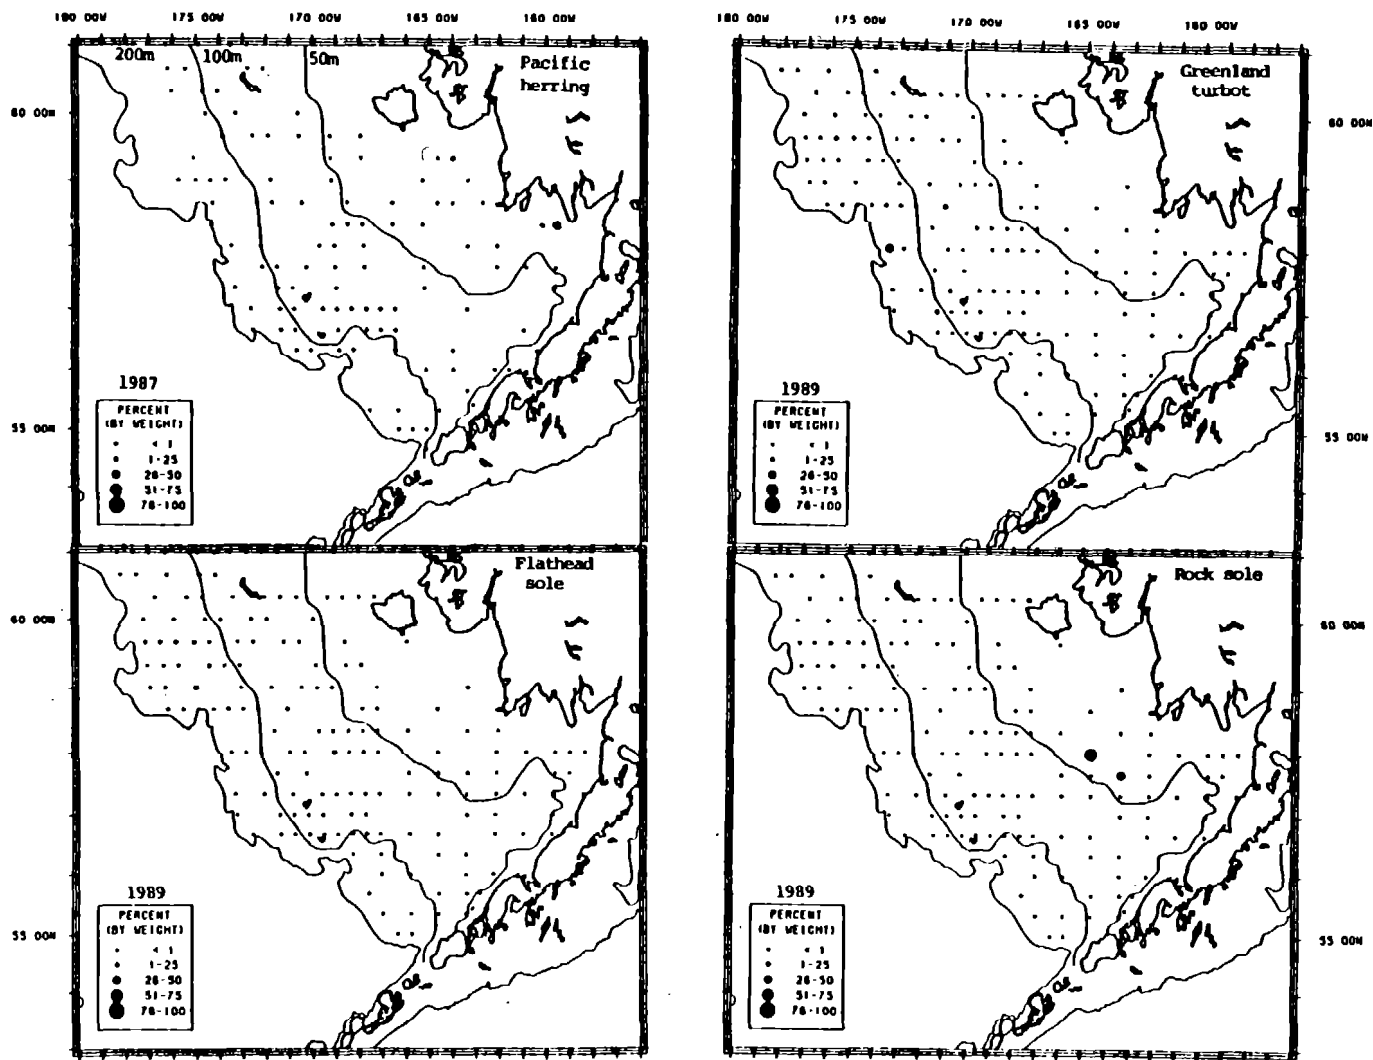 180 00W 175 00W 170 00W 165 00W 160 00W
180 00W 175 00W 170 00W 165 00W 160 00W
200m 100m 50m
Pacific
herring
Greenland
turbot
60 00N
60 00N
1987
PERCENT
(BY WEIGHT)
< 1
1-25
26-50
51-75
76-100
1989
PERCENT
(BY WEIGHT)
< 1
1-25
26-50
51-75
76-100
55 00N
55 00N
Flathead
sole
Rock sole
60 00N
60 00N
1989
PERCENT
(BY WEIGHT)
< 1
1-25
26-50
51-75
76-100
1989
PERCENT
(BY WEIGHT)
< 1
1-25
26-50
51-75
76-100
55 00N
55 00N